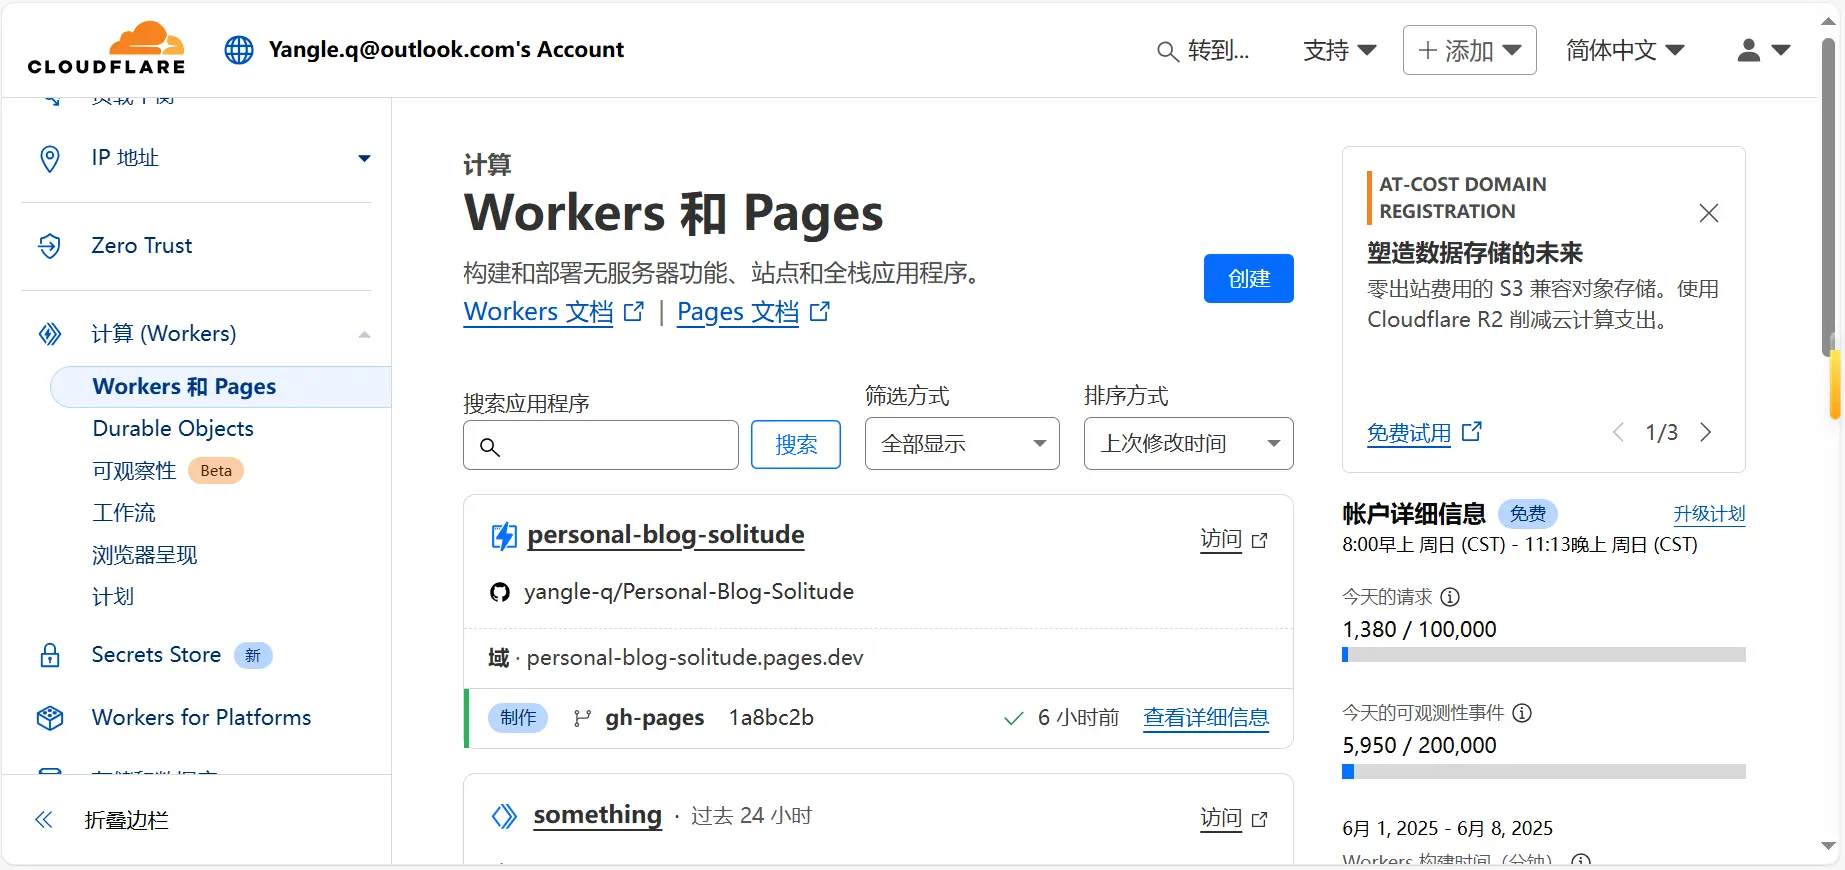 CLOUDFLARE
Yangle.q@outlook.com's Account
转到...
支持
添加
简体中文
负载平衡
IP 地址
Zero Trust
计算 (Workers)
Workers 和 Pages
Durable Objects
可观察性 Beta
工作流
浏览器呈现
计划
Secrets Store 新
Workers for Platforms
存储和数据库
折叠边栏
计算
Workers 和 Pages
构建和部署无服务器功能、站点和全栈应用程序。
Workers 文档 | Pages 文档
创建
搜索应用程序
搜索
筛选方式
全部显示
排序方式
上次修改时间
personal-blog-solitude
访问
yangle-q/Personal-Blog-Solitude
域 · personal-blog-solitude.pages.dev
制作 gh-pages 1a8bc2b 6 小时前 查看详细信息
something · 过去 24 小时
访问
AT-COST DOMAIN
REGISTRATION
塑造数据存储的未来
零出站费用的 S3 兼容对象存储。使用
Cloudflare R2 削减云计算支出。
免费试用
1/3
帐户详细信息 免费 升级计划
8:00早上 周日 (CST) - 11:13晚上 周日 (CST)
今天的请求
1,380 / 100,000
今天的可观测性事件
5,950 / 200,000
6月 1, 2025 - 6月 8, 2025
Workers 构建时间（分钟）